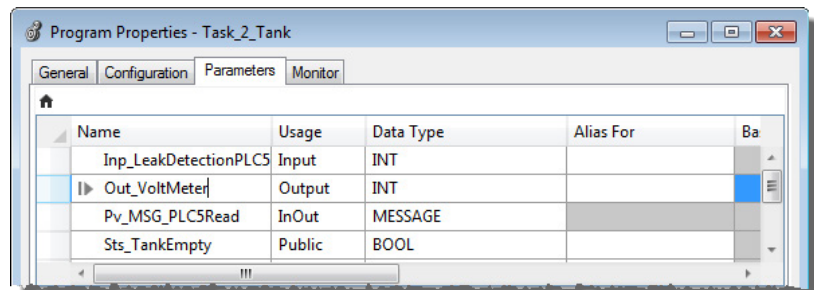 Program Properties - Task_2_Tank
General Configuration Parameters Monitor
Name Usage Data Type Alias For Ba
Inp_LeakDetectionPLC5 Input INT
Out_VoltMeter Output INT
Pv_MSG_PLC5Read InOut MESSAGE
Sts_TankEmpty Public BOOL